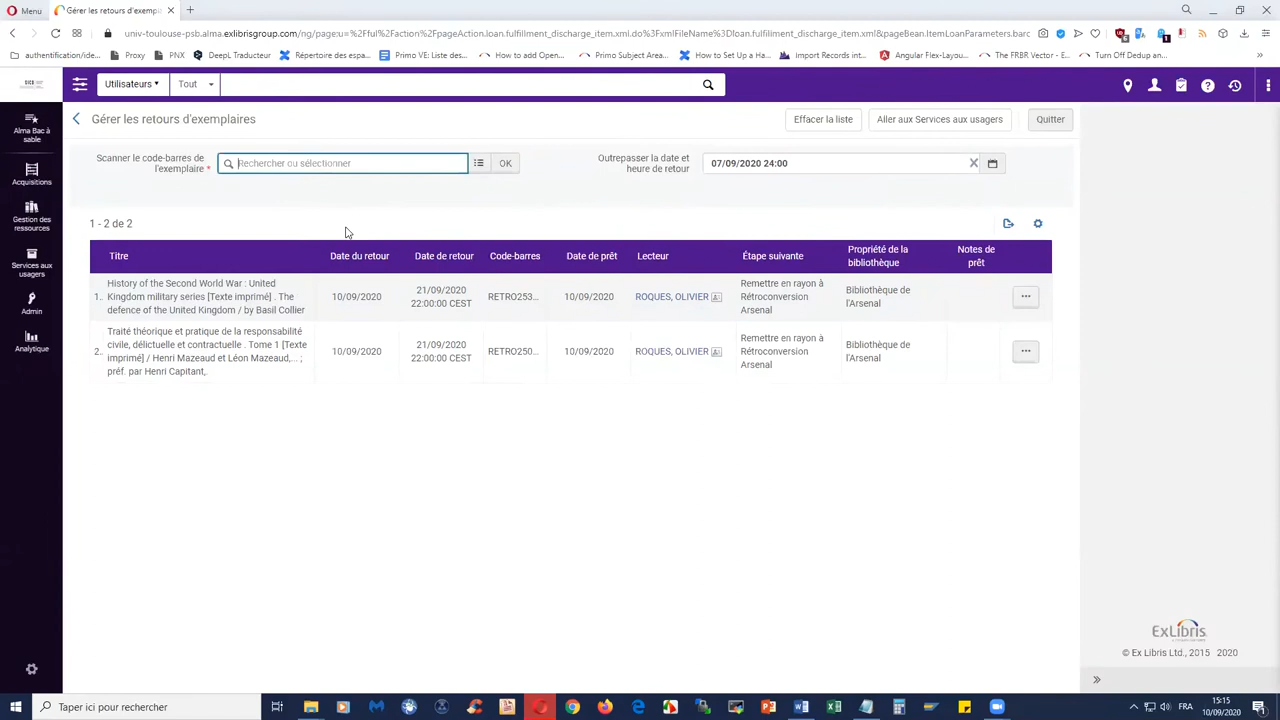 Menu
Gérer les retours d'exempli
univ-toulouse-psb.alma.exlibrisgroup.com/ng/page;u=%2Fful%2Faction%2FpageAction.loan.fulfillment_discharge_item.xml.do%3FxmlFileName%3Dloan.fulfillment_discharge_item.xml&pageBean.ItemLoanParameters.barc
authentication/ide...
Proxy
PNX
DeepL Traducteur
Répertoire des espa...
Primo VE: Liste des...
How to add Open...
Primo Subject Area...
How to Set Up a Ha...
Import Records int...
Angular Flex-Layou...
The FRBR Vector - E...
Turn Off Dedup an...
Utilisateurs
Tout
Alma Bac à
sable
Acquisitions
Gestion des
ressources
Services aux
usagers
Admin
Analytique
Gérer les retours d'exemplaires
Effacer la liste
Aller aux Services aux usagers
Quitter
Scanner le code-barres de
l'exemplaire *
Rechercher ou sélectionner
OK
Outrepasser la date et
heure de retour
07/09/2020 24:00
1 - 2 de 2
Titre
Date du retour
Date de retour
Code-barres
Date de prêt
Lecteur
Étape suivante
Propriété de la
bibliothèque
Notes de
prêt
1.
History of the Second World War : United
Kingdom military series [Texte imprimé] . The
defence of the United Kingdom / by Basil Collier
10/09/2020
21/09/2020
22:00:00 CEST
RETRO253...
10/09/2020
ROQUES, OLIVIER
Remettre en rayon à
Rétroconversion
Arsenal
Bibliothèque de
l'Arsenal
2.
Traité théorique et pratique de la responsabilité
civile, délictuelle et contractuelle . Tome 1 [Texte
imprimé] / Henri Mazeaud et Léon Mazeaud,... ;
préf. par Henri Capitant,.
10/09/2020
21/09/2020
22:00:00 CEST
RETRO250...
10/09/2020
ROQUES, OLIVIER
Remettre en rayon à
Rétroconversion
Arsenal
Bibliothèque de
l'Arsenal
ExLibris
© Ex Libris Ltd., 2015 2020
Taper ici pour rechercher
FRA
15:15
10/09/2020